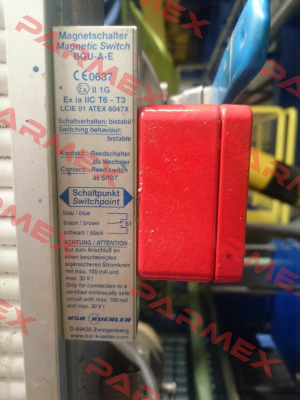 Magnetschalter
Magnetic Switch
BGU-A-E
CE0637
Ex II 1G
Ex ia IIC T6 - T3
LCIE 01 ATEX 6047X
Schaltverhalten: bistabil
Switching behaviour:
bistable
Kontakt: Reedschalter
als Wechsler
Contact: Reed switch
as SPDT
Schaltpunkt
Switchpoint
blau / blue
braun / brown
S1
schwarz / black
ACHTUNG / ATTENTION
Nur zum Anschluß an
einen bescheinigten
eigensicheren Stromkreis
mit max. 100 mA und
max. 30 V !
Only for connection to a
certified intrinsically safe
circuit with max. 100 mA
and max. 30 V !
KSR KUEBLER
D-69439 Zwingenberg
www.ksr-kuebler.com
PARMEX
PARMEX
PARMEX
PARMEX
PARMEX